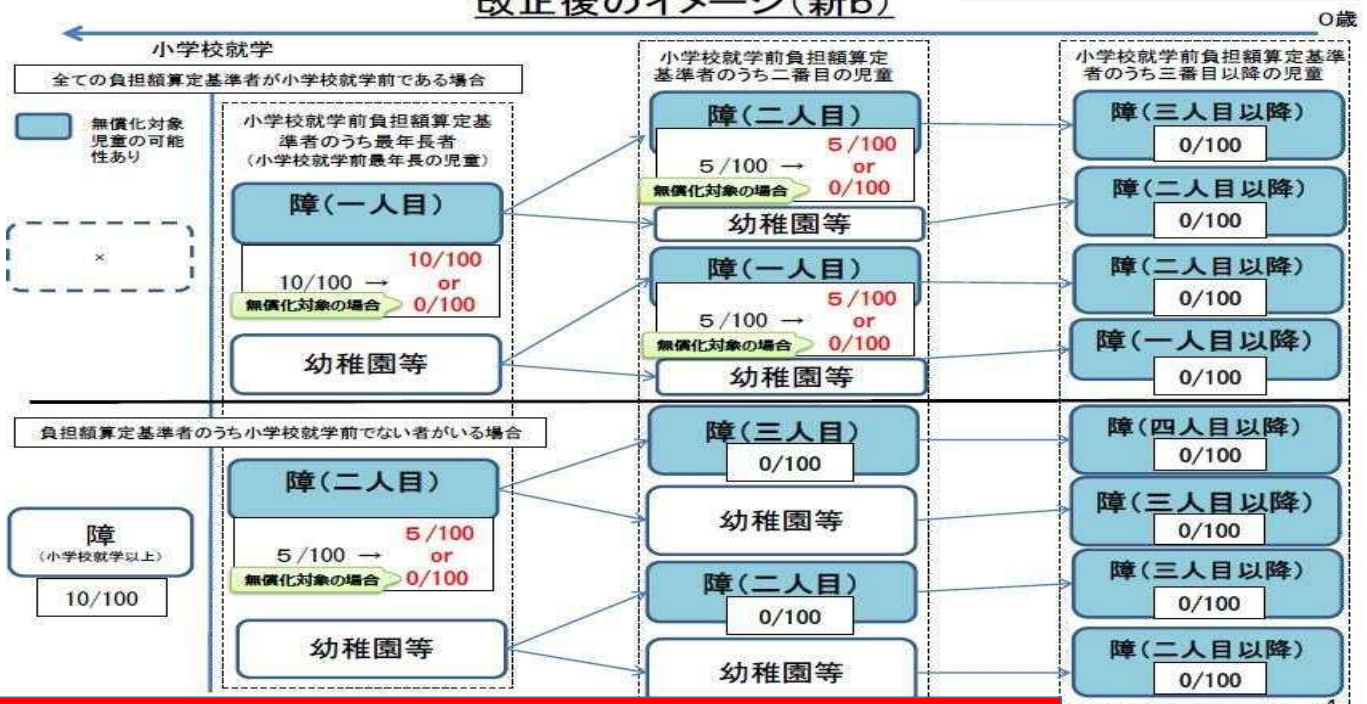 改正後のイメージ(新B)
0歳
小学校就学
全ての負担額算定基準者が小学校就学前である場合
無償化対象
児童の可能
性あり
×
小学校就学前負担額算定基
準者のうち最年長者
(小学校就学前最年長の児童)
障(一人目)
10/100 →
10/100
or
0/100
無償化対象の場合
幼稚園等
小学校就学前負担額算定
基準者のうち二番目の児童
障(二人目)
5/100 →
5/100
or
0/100
無償化対象の場合
幼稚園等
障(一人目)
5/100 →
5/100
or
0/100
無償化対象の場合
幼稚園等
小学校就学前負担額算定基準
者のうち三番目以降の児童
障(三人目以降)
0/100
障(二人目以降)
0/100
障(二人目以降)
0/100
障(一人目以降)
0/100
負担額算定基準者のうち小学校就学前でない者がいる場合
障
(小学校就学以上)
10/100
障(二人目)
5/100 →
5/100
or
0/100
無償化対象の場合
幼稚園等
障(三人目)
0/100
幼稚園等
障(二人目)
0/100
幼稚園等
障(四人目以降)
0/100
障(三人目以降)
0/100
障(三人目以降)
0/100
障(二人目以降)
0/100